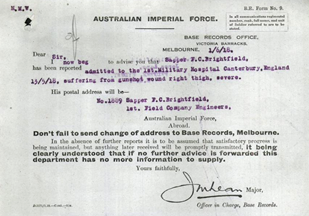 H.W.V.
AUSTRALIAN IMPERIAL FORCE.
B.R. Form No. 9.
In all communications replacement
BASE RECORDS OFFICE,
VICTORIA BARRACKS,
MELBOURNE. 1/6/18.
Dear Sir,
I now beg to advise you that Sapper F.C.Brightfield,
has been reported admitted to the 1st.Military Hospital Canterbury,England
13/5/18, suffering from gunshot wound right thigh, severe.
His postal address will be
No.1889 Sapper F.C.Brightfield,
1st. Field Company Engineers,
Australian Imperial Force,
Abroad.
Don't fail to send change of address to Base Records, Melbourne.
In the absence of further reports it is to be assumed that satisfactory progress is
being maintained, but anything later received will be promptly transmitted, it being
clearly understood that if no further advice is forwarded this
department has no more information to supply.
Yours faithfully,
Major,
Officer in Charge, Base Records.